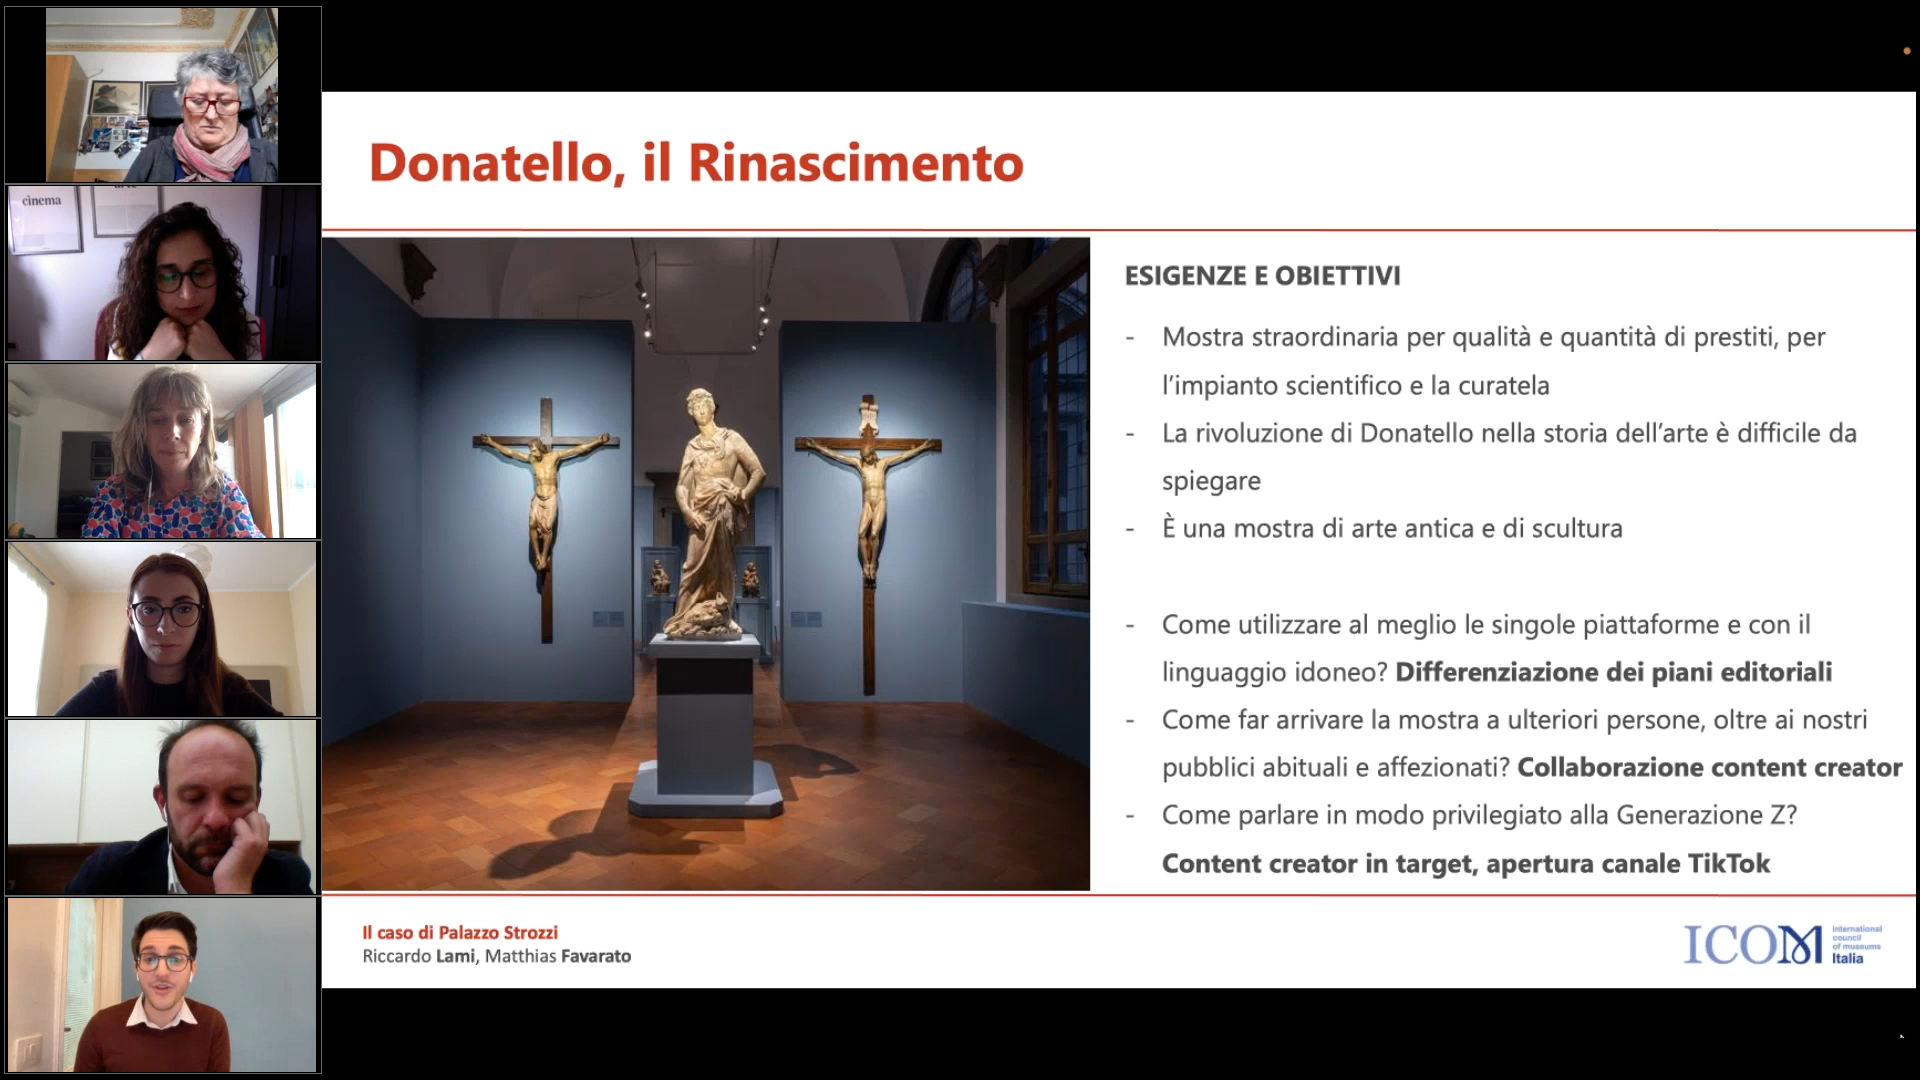 cinema
Donatello, il Rinascimento
ESIGENZE E OBIETTIVI
- Mostra straordinaria per qualità e quantità di prestiti, per
l’impianto scientifico e la curatela
- La rivoluzione di Donatello nella storia dell’arte è difficile da
spiegare
- È una mostra di arte antica e di scultura
- Come utilizzare al meglio le singole piattaforme e con il
linguaggio idoneo? Differenziazione dei piani editoriali
- Come far arrivare la mostra a ulteriori persone, oltre ai nostri
pubblici abituali e affezionati? Collaborazione content creator
- Come parlare in modo privilegiato alla Generazione Z?
Content creator in target, apertura canale TikTok
Il caso di Palazzo Strozzi
Riccardo Lami, Matthias Favarato
ICOM
international
council
of museums
Italia